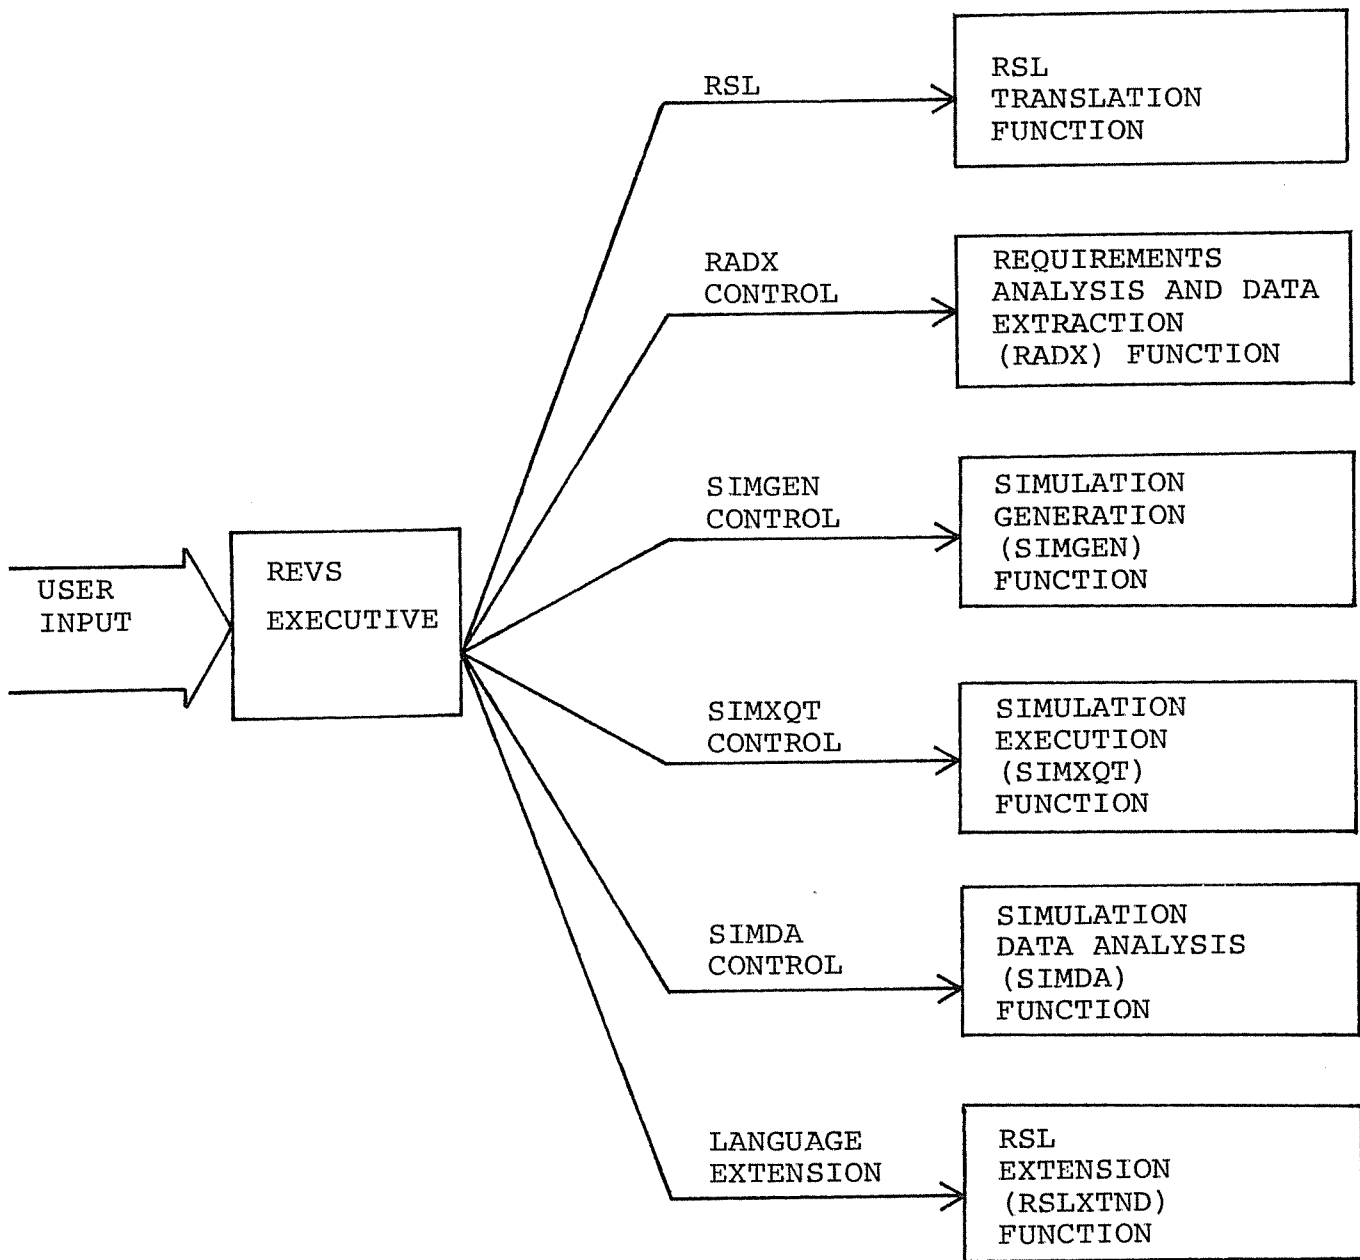 USER
INPUT
REVS
EXECUTIVE
RSL
RSL
TRANSLATION
FUNCTION
RADX
CONTROL
REQUIREMENTS
ANALYSIS AND DATA
EXTRACTION
(RADX) FUNCTION
SIMGEN
CONTROL
SIMULATION
GENERATION
(SIMGEN)
FUNCTION
SIMXQT
CONTROL
SIMULATION
EXECUTION
(SIMXQT)
FUNCTION
SIMDA
CONTROL
SIMULATION
DATA ANALYSIS
(SIMDA)
FUNCTION
LANGUAGE
EXTENSION
RSL
EXTENSION
(RSLXTND)
FUNCTION